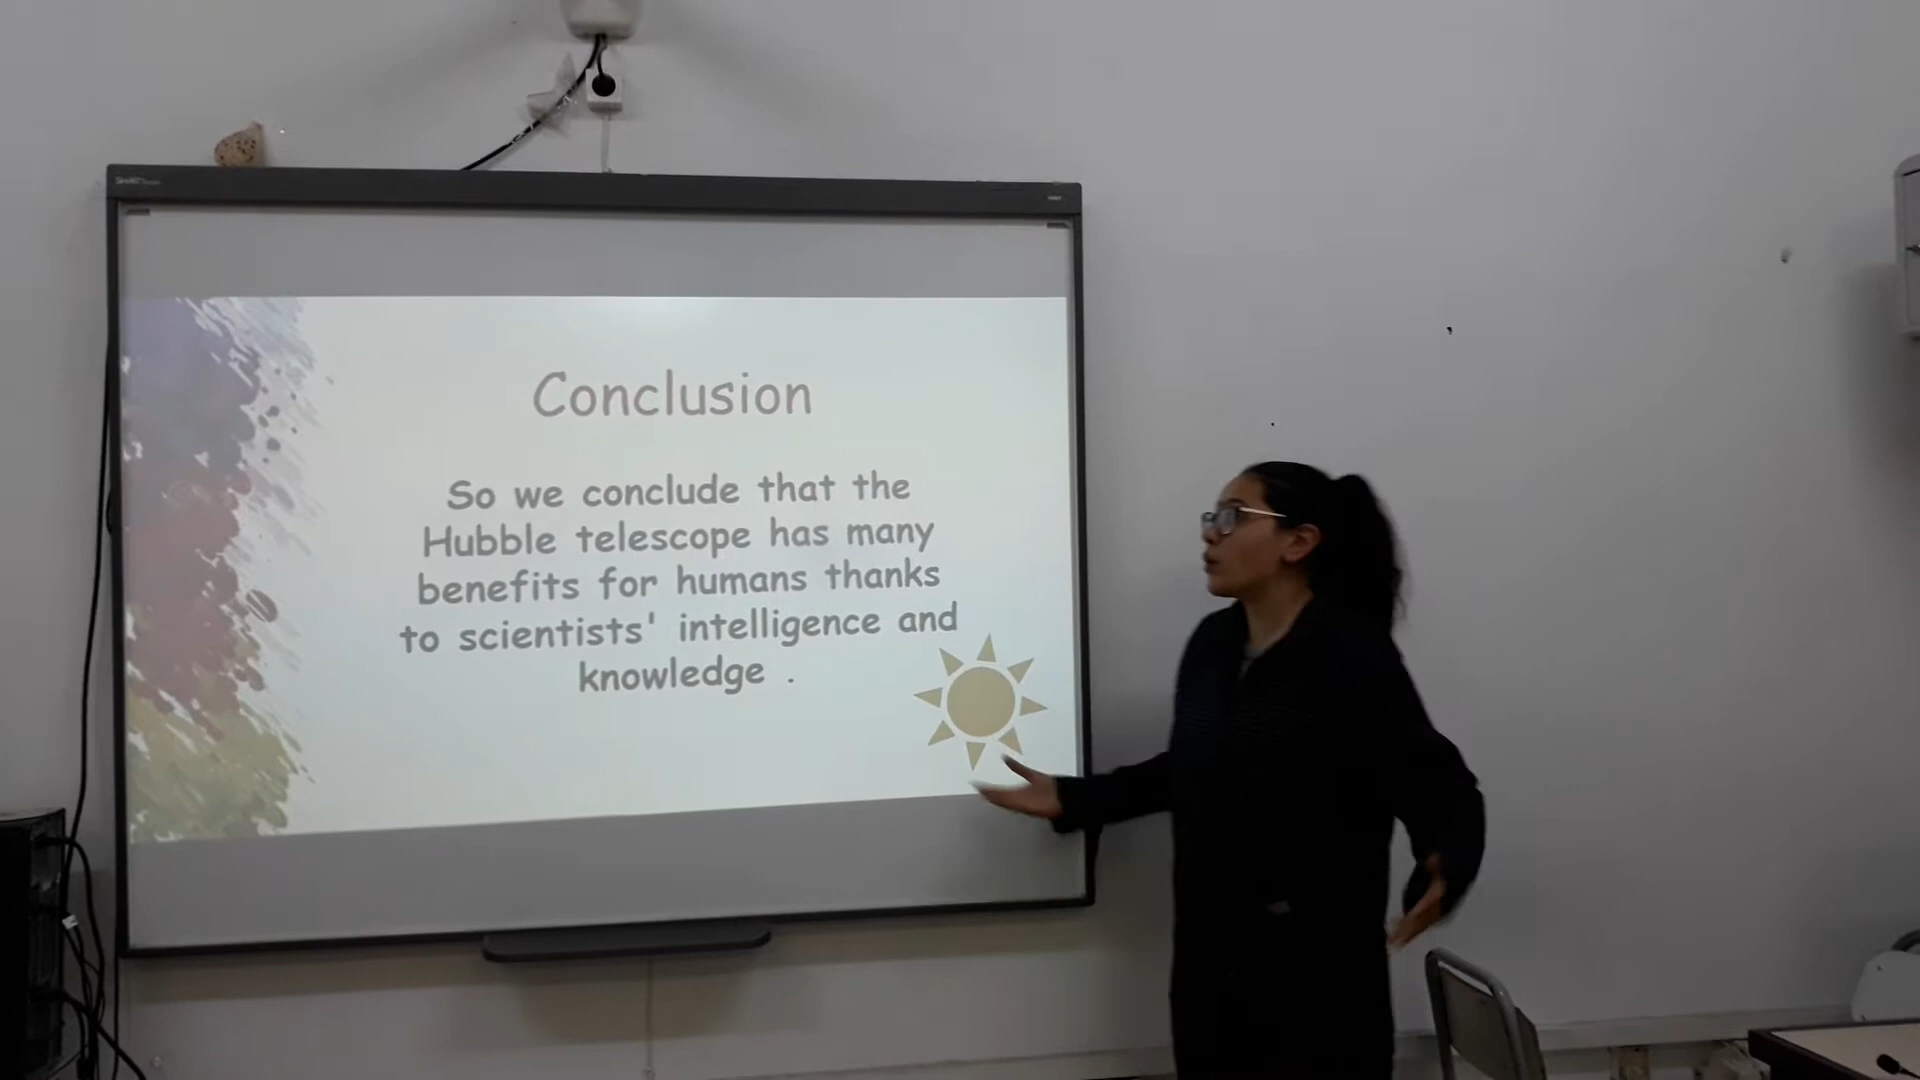 Conclusion
So we conclude that the
Hubble telescope has many
benefits for humans thanks
to scientists' intelligence and
knowledge .